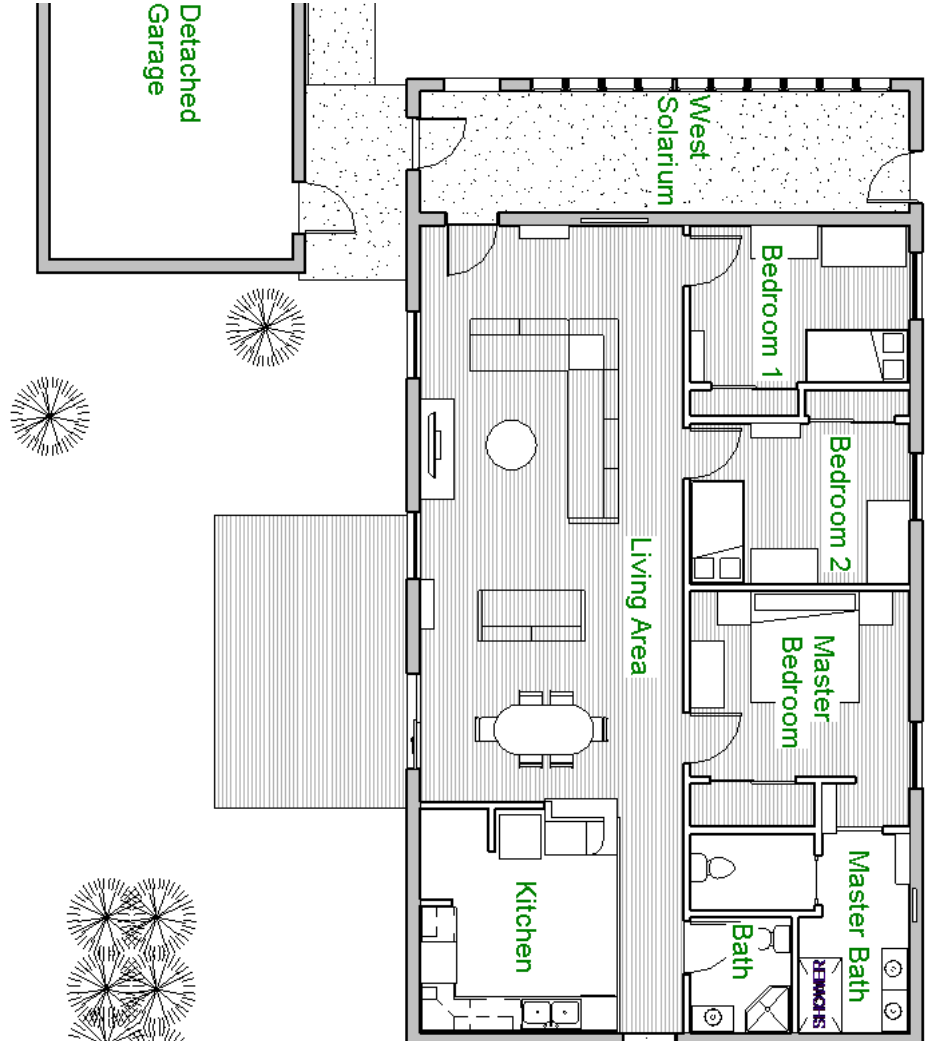 Detached
Garage
West
Solarium
Bedroom 1
Bedroom 2
Living Area
Master
Bedroom
Kitchen
Bath
Master Bath